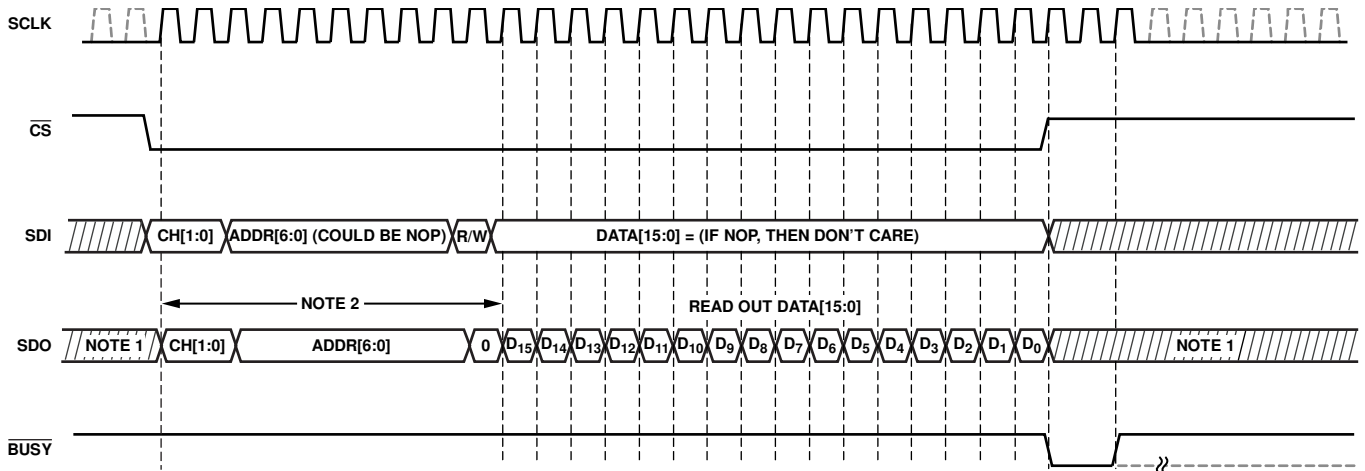 SCLK
CS
SDI CH[1:0] ADDR[6:0] (COULD BE NOP) R/W DATA[15:0] = (IF NOP, THEN DON'T CARE)
NOTE 2 READ OUT DATA[15:0]
SDO NOTE 1 CH[1:0] ADDR[6:0] 0 D15 D14 D13 D12 D11 D10 D9 D8 D7 D6 D5 D4 D3 D2 D1 D0 NOTE 1
BUSY